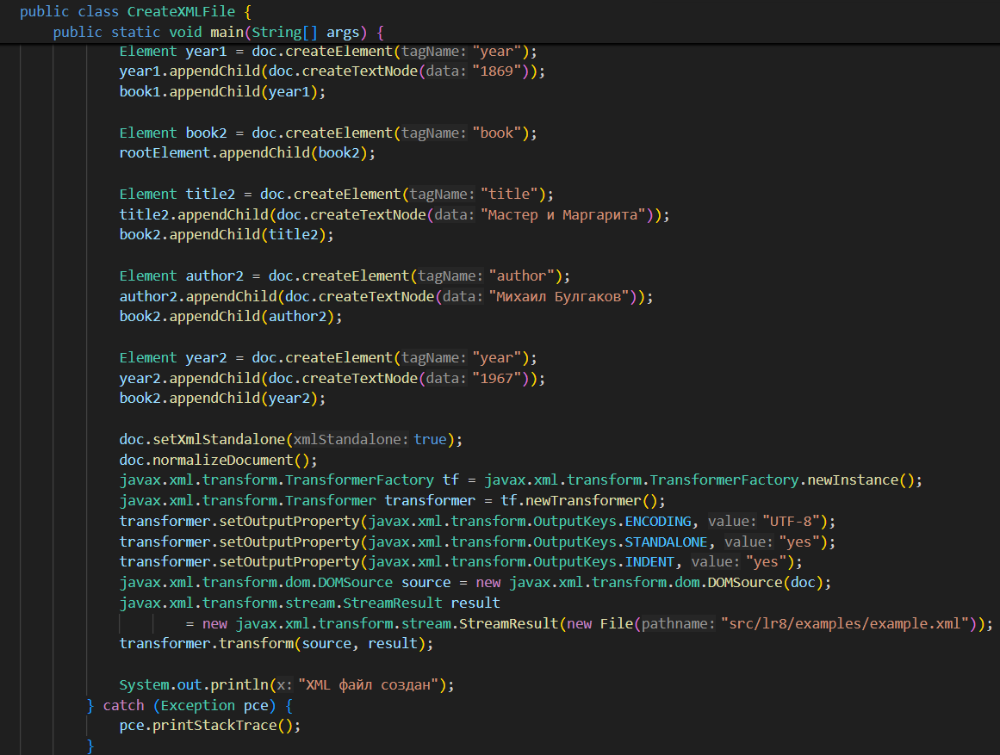 public class CreateXMLFile {
public static void main(String[] args) {
Element year1 = doc.createElement(tagName: "year");
year1.appendChild(doc.createTextNode(data: "1869"));
book1.appendChild(year1);
Element book2 = doc.createElement(tagName: "book");
rootElement.appendChild(book2);
Element title2 = doc.createElement(tagName: "title");
title2.appendChild(doc.createTextNode(data: "Мастер и Маргарита"));
book2.appendChild(title2);
Element author2 = doc.createElement(tagName: "author");
author2.appendChild(doc.createTextNode(data: "Михаил Булгаков"));
book2.appendChild(author2);
Element year2 = doc.createElement(tagName: "year");
year2.appendChild(doc.createTextNode(data: "1967"));
book2.appendChild(year2);
doc.setXmlStandalone(xmlStandalone: true);
doc.normalizeDocument();
javax.xml.transform.TransformerFactory tf = javax.xml.transform.TransformerFactory.newInstance();
javax.xml.transform.Transformer transformer = tf.newTransformer();
transformer.setOutputProperty(javax.xml.transform.OutputKeys.ENCODING, value: "UTF-8");
transformer.setOutputProperty(javax.xml.transform.OutputKeys.STANDALONE, value: "yes");
transformer.setOutputProperty(javax.xml.transform.OutputKeys.INDENT, value: "yes");
javax.xml.transform.dom.DOMSource source = new javax.xml.transform.dom.DOMSource(doc);
javax.xml.transform.stream.StreamResult result
= new javax.xml.transform.stream.StreamResult(new File(pathname: "src/lr8/examples/example.xml"));
transformer.transform(source, result);
System.out.println(x: "XML файл создан");
} catch (Exception pce) {
pce.printStackTrace();
}